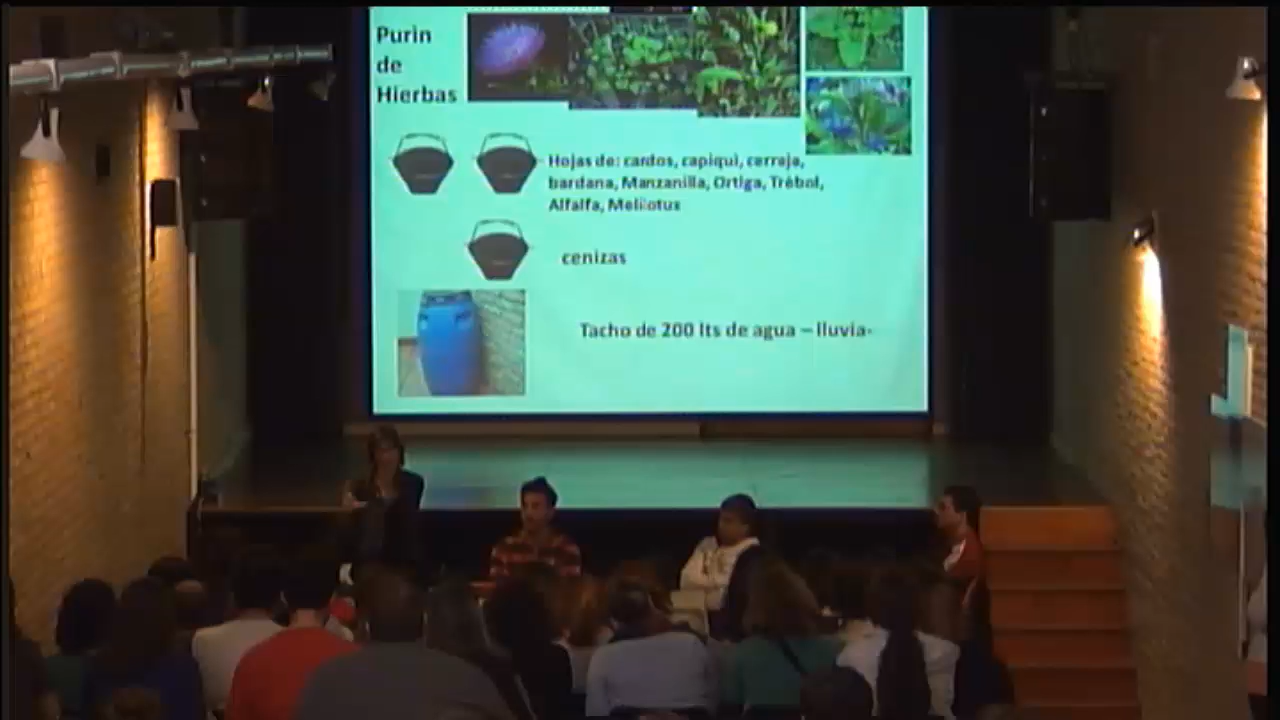 Purin
de
Hierbas
Hojas de: cardos, capiqui, cerraja,
bardana, Manzanilla, Ortiga, Trébol,
Alfalfa, Melilotus
cenizas
Tacho de 200 lts de agua – lluvia-